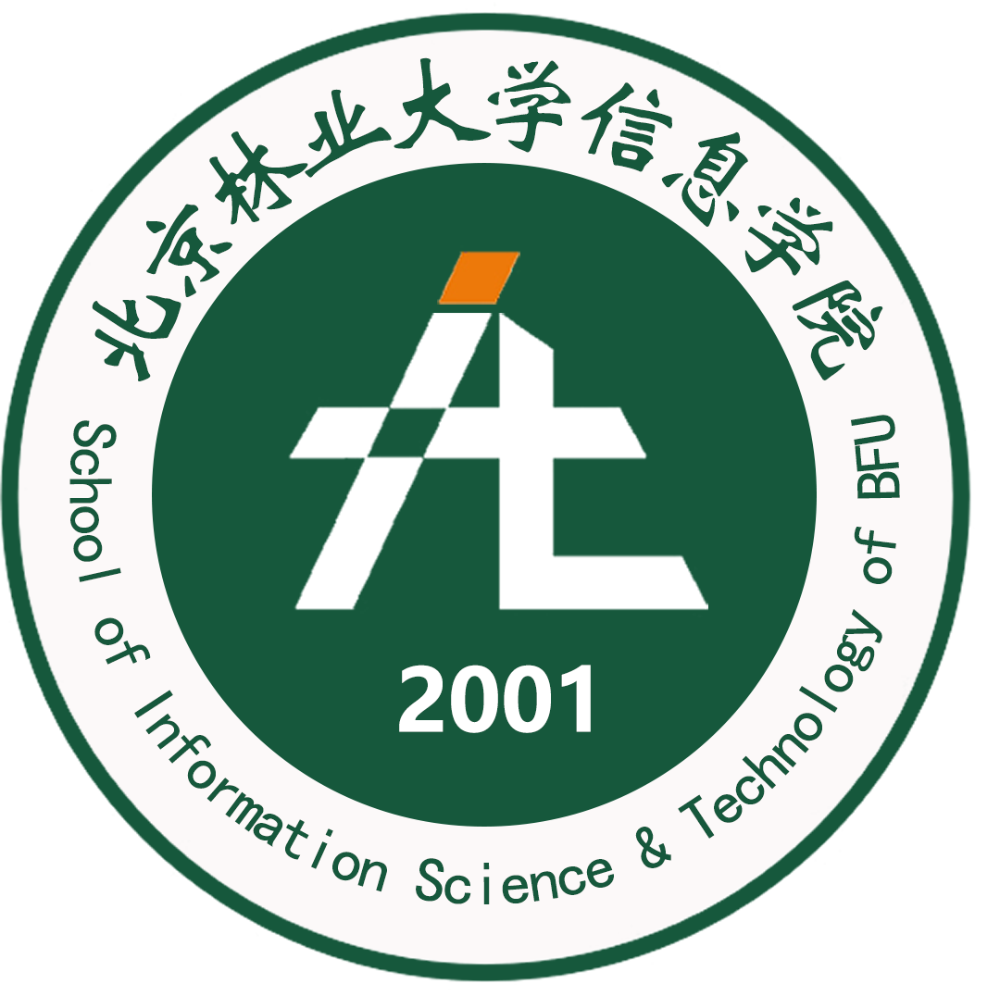 北京林业大学信息学院
2001
School of Information Science & Technology of BFU